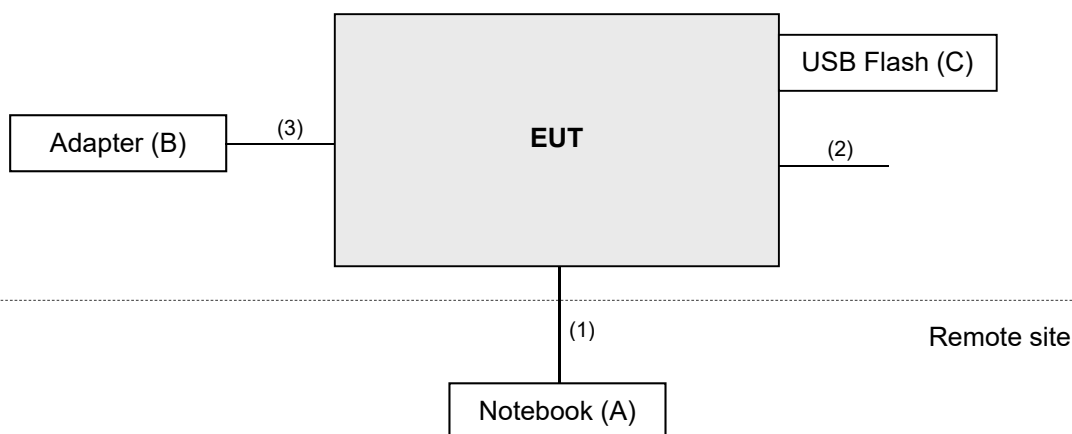 USB Flash (C)
Adapter (B)
(3)
EUT
(2)
(1)
Remote site
Notebook (A)